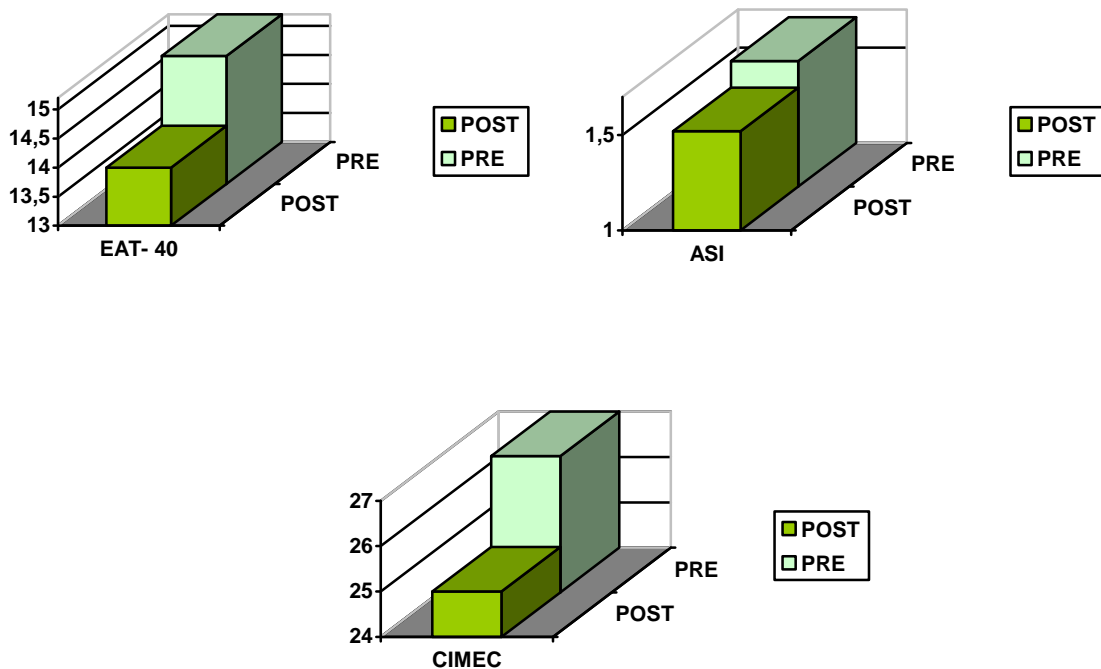 15
14,5
14
13,5
13
EAT- 40
POST
PRE
POST
PRE
1,5
1
ASI
POST
PRE
POST
PRE
27
26
25
24
CIMEC
POST
PRE
POST
PRE